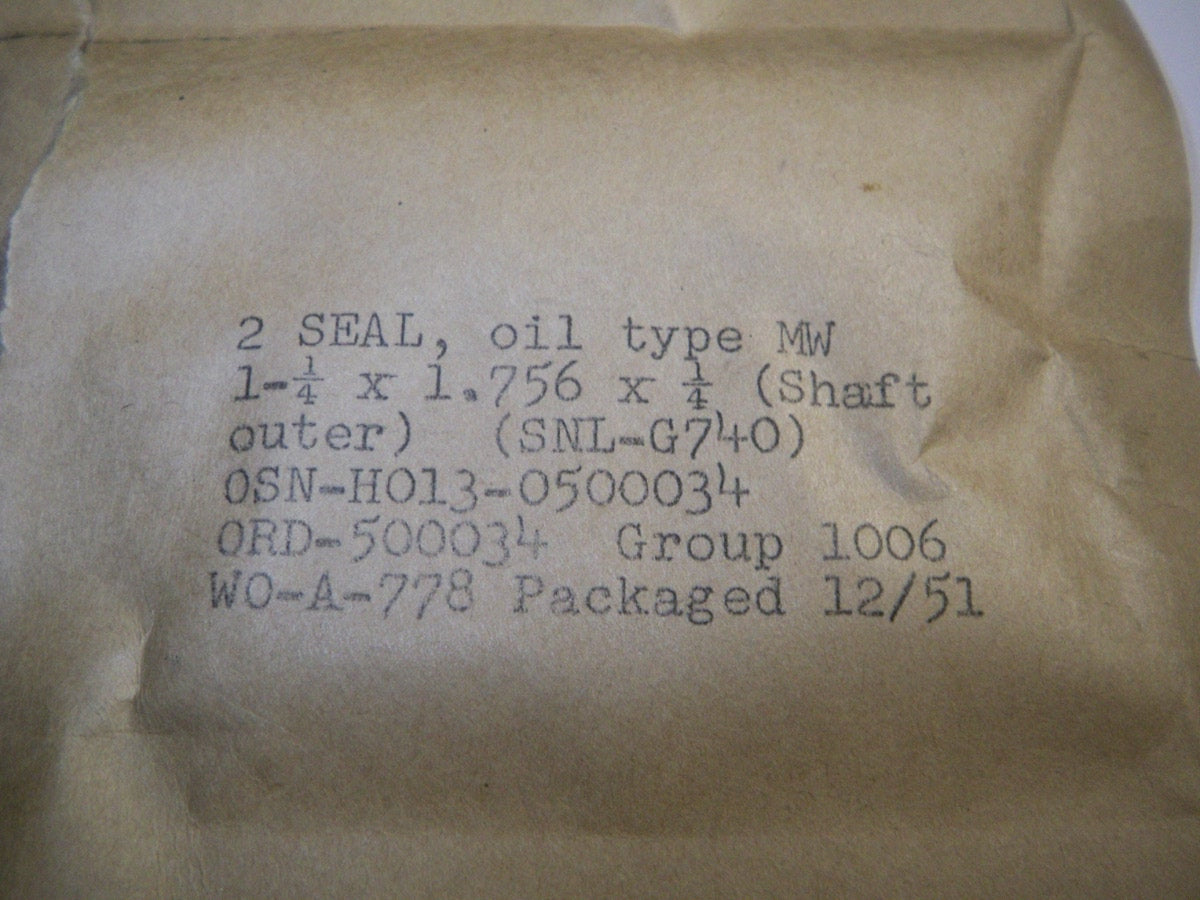 2 SEAL, oil type MW
1-¼ x 1.756 x ¼ (Shaft
outer) (SNL-G740)
OSN-H013-0500034
ORD-500034 Group 1006
WO-A-778 Packaged 12/51